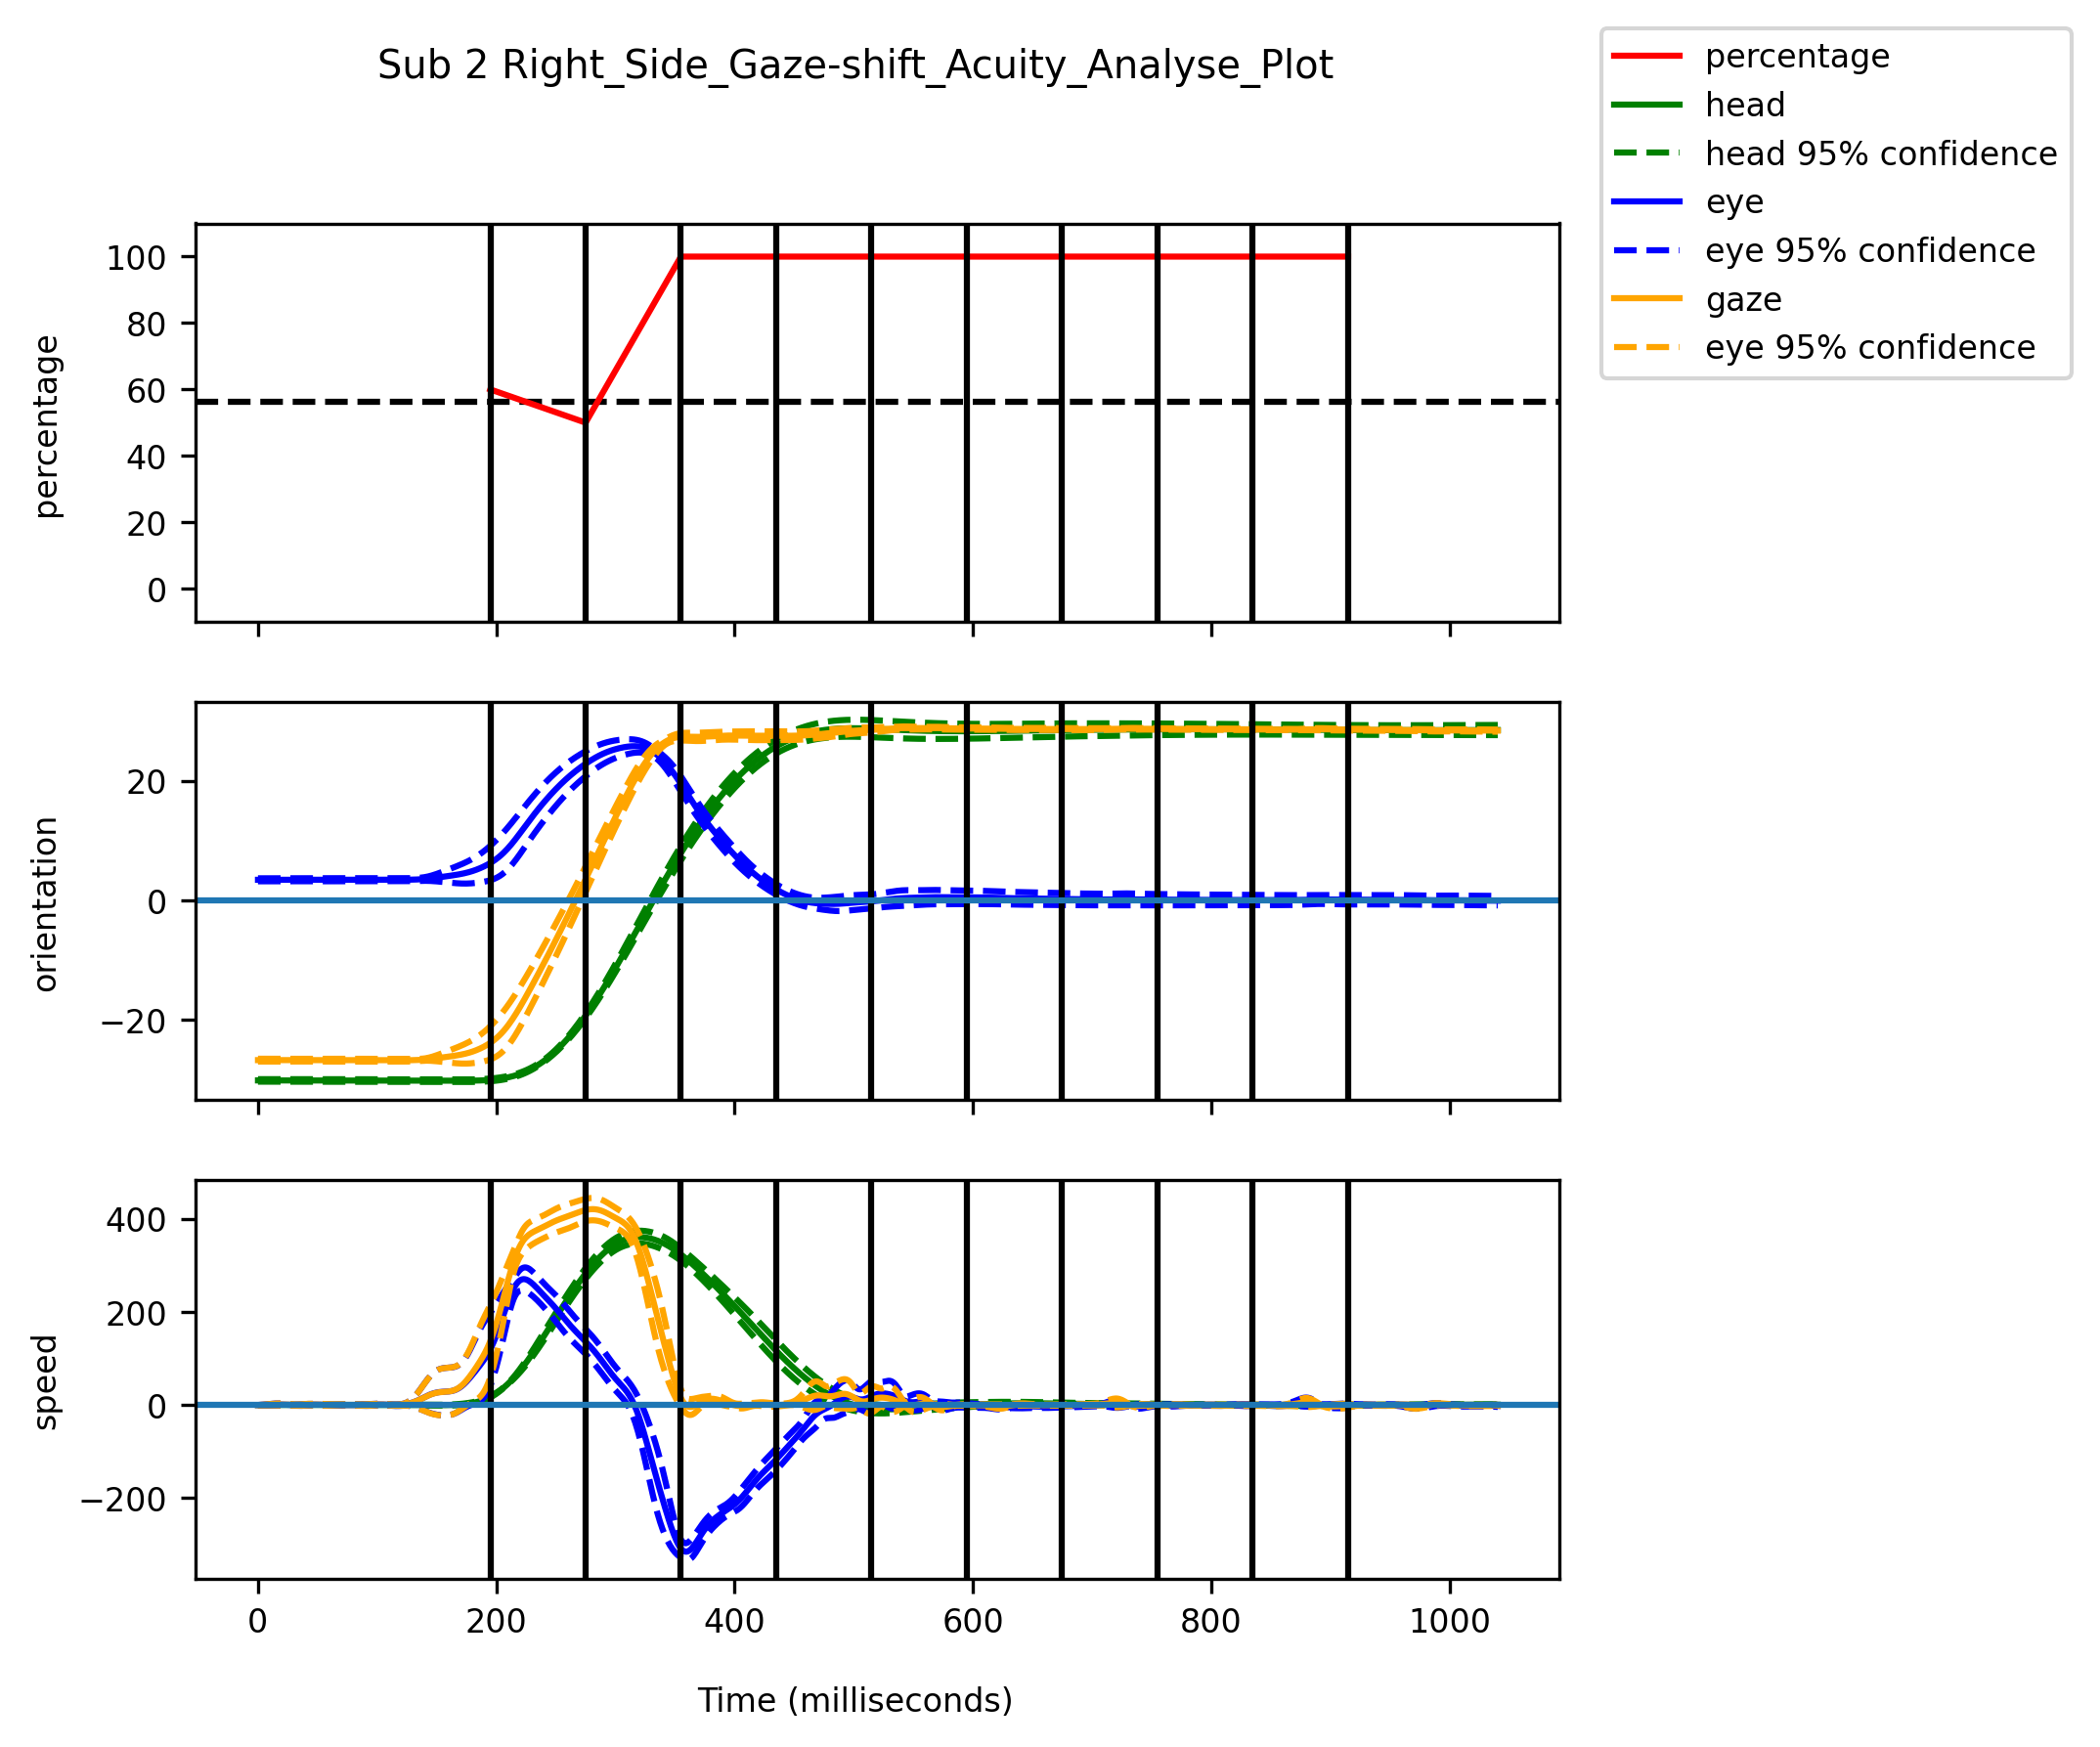 Sub 2 Right_Side_Gaze-shift_Acuity_Analyse_Plot
percentage
head
head 95% confidence
eye
eye 95% confidence
gaze
eye 95% confidence
100
80
60
40
20
0
percentage
20
0
−20
orientation
400
200
0
−200
speed
0 200 400 600 800 1000
Time (milliseconds)